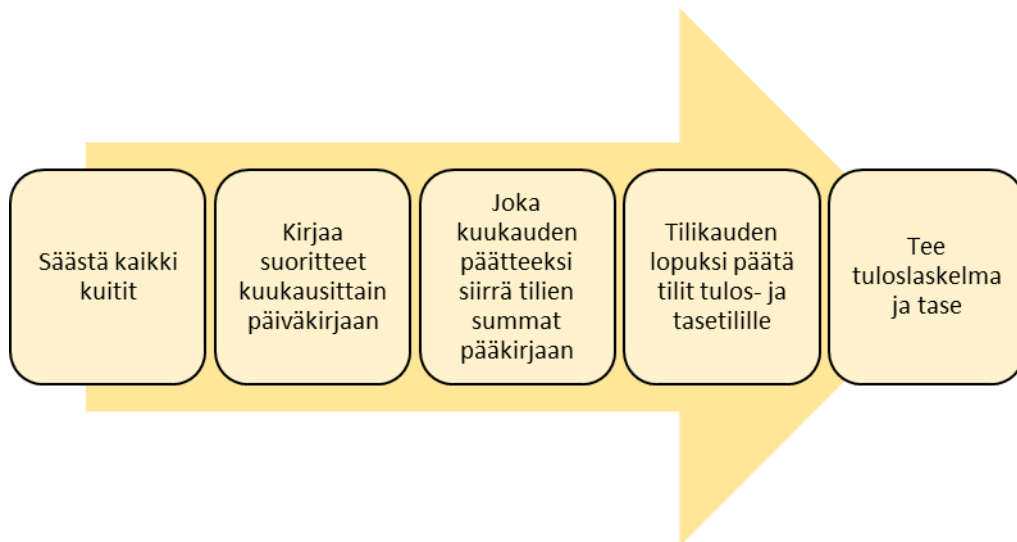 Säästä kaikki
kuitit
Kirjaa
suoritteet
kuukausittain
päiväkirjaan
Joka
kuukauden
päätteeksi
siirrä tilien
summat
pääkirjaan
Tilikauden
lopuksi päätä
tilit tulos- ja
tasetilille
Tee
tuloslaskelma
ja tase